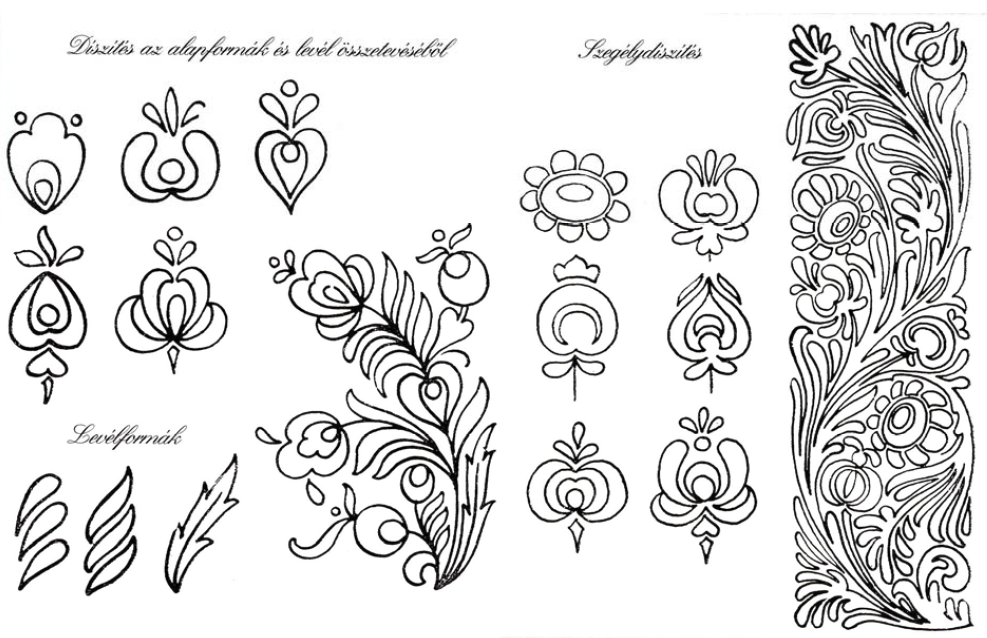 Díszítés az alapformák és levél összetevéséből
Szegélydíszítés
Levélformák